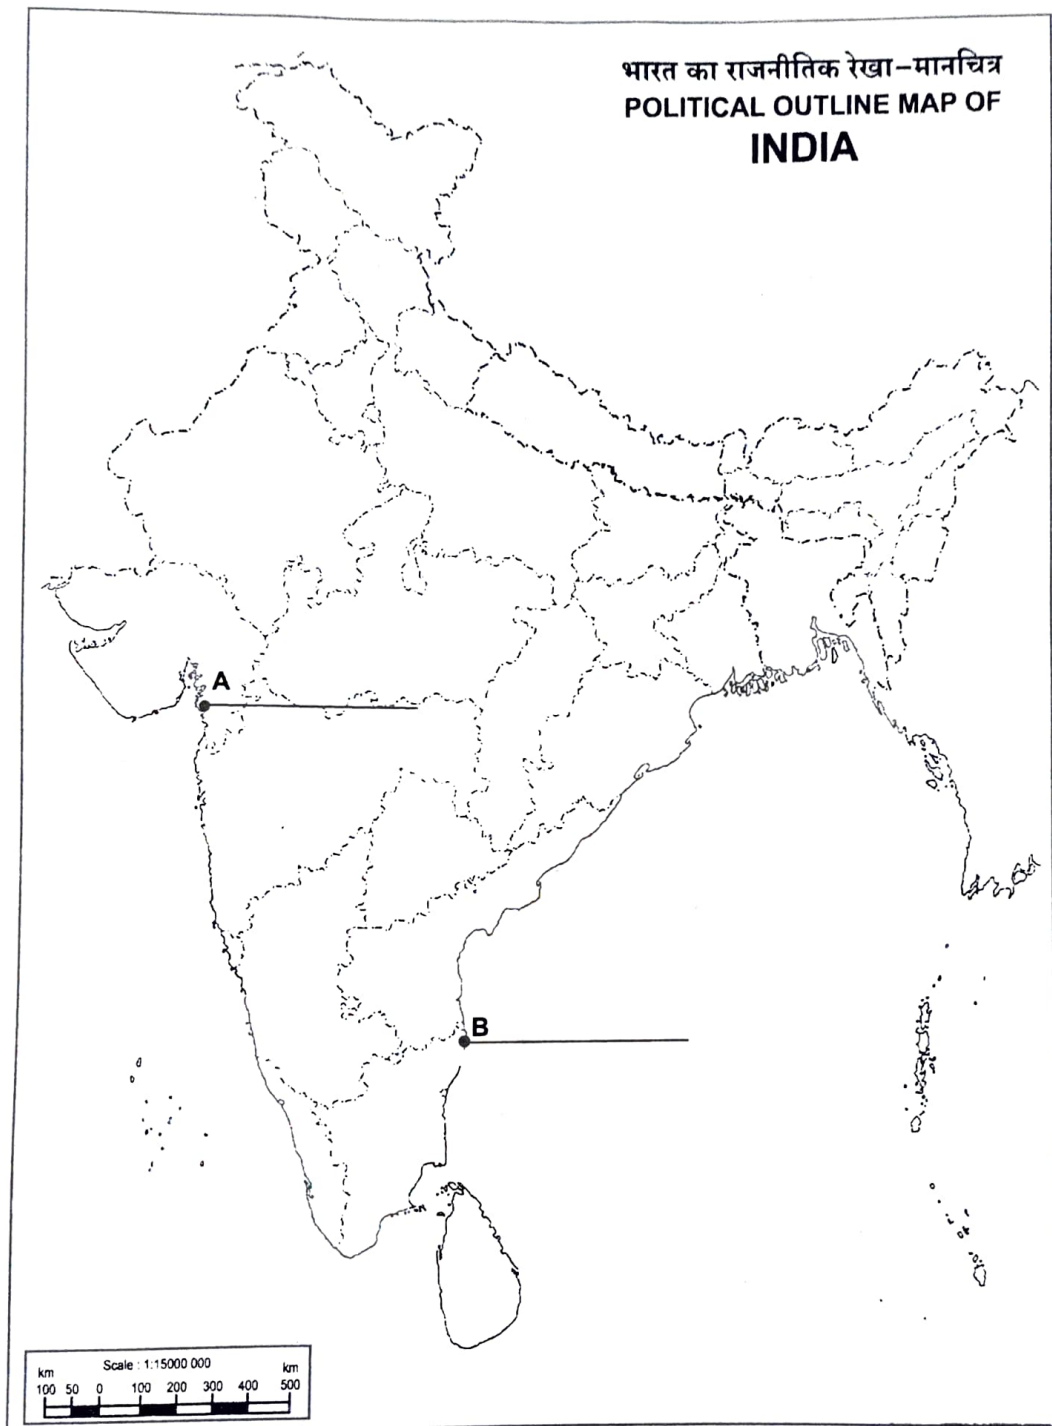 भारत का राजनीतिक रेखा-मानचित्र
POLITICAL OUTLINE MAP OF
INDIA
A
B
Scale : 1:15000 000
km km
100 50 0 100 200 300 400 500